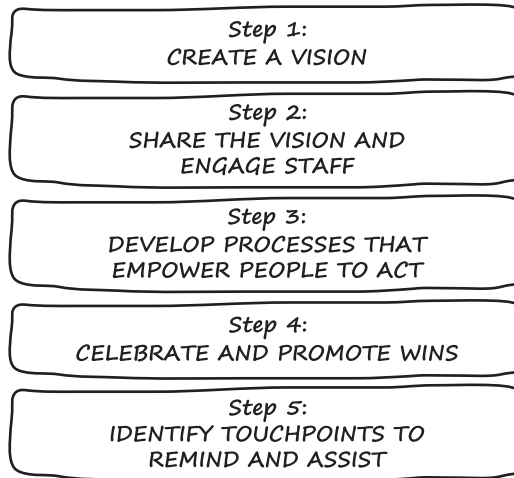 Step 1:
CREATE A VISION
Step 2:
SHARE THE VISION AND
ENGAGE STAFF
Step 3:
DEVELOP PROCESSES THAT
EMPOWER PEOPLE TO ACT
Step 4:
CELEBRATE AND PROMOTE WINS
Step 5:
IDENTIFY TOUCHPOINTS TO
REMIND AND ASSIST